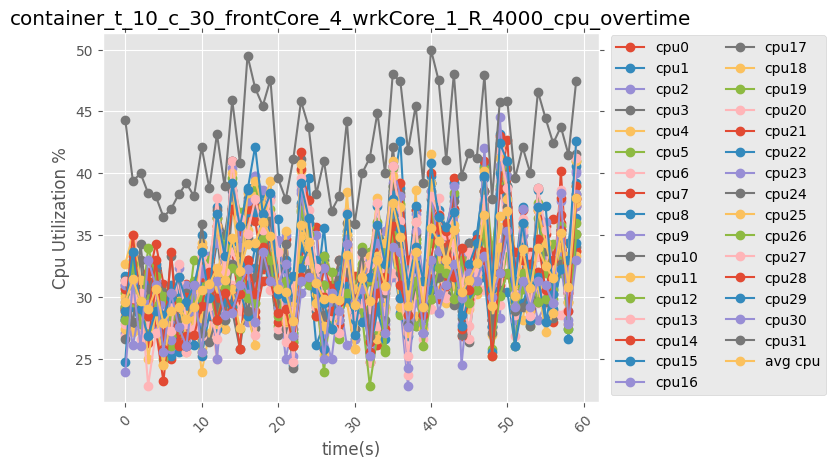 container_t_10_c_30_frontCore_4_wrkCore_1_R_4000_cpu_overtime
50
45
40
35
30
25
Cpu Utilization %
0
10
20
30
40
50
60
time(s)
cpu0
cpu1
cpu2
cpu3
cpu4
cpu5
cpu6
cpu7
cpu8
cpu9
cpu10
cpu11
cpu12
cpu13
cpu14
cpu15
cpu16
cpu17
cpu18
cpu19
cpu20
cpu21
cpu22
cpu23
cpu24
cpu25
cpu26
cpu27
cpu28
cpu29
cpu30
cpu31
avg cpu